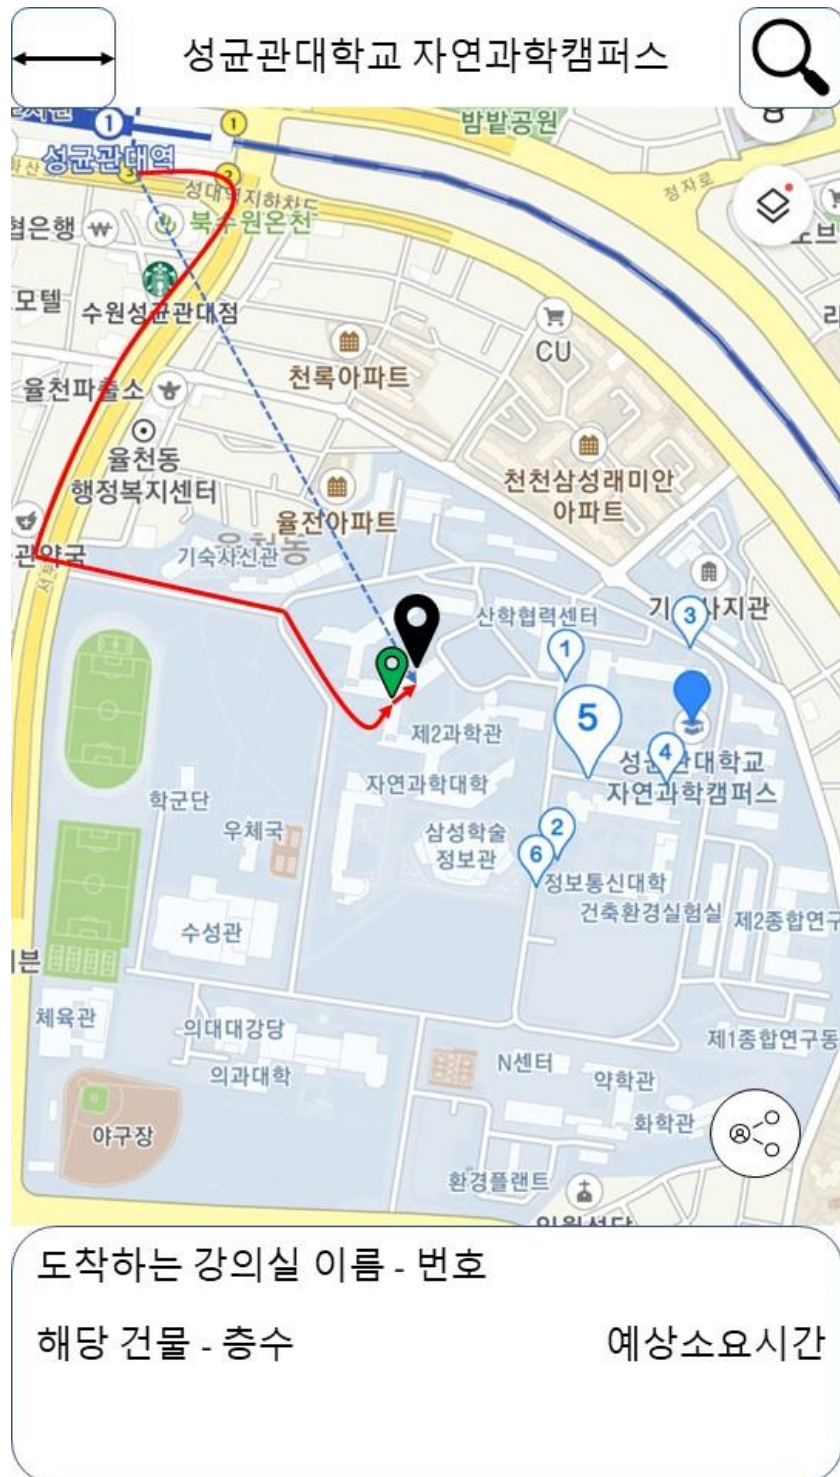 성균관대학교 자연과학캠퍼스
1
1
밤밭공원
성균관대역
3
2
성대역지하차도
정자로
협은행
북수원온천
모텔
수원성균관대점
CU
천록아파트
율천파출소
율천동
행정복지센터
천천삼성래미안
아파트
율전아파트
관약국
기숙사신관
산학협력센터
3
1
5
제2과학관
4
성균관대학교
자연과학캠퍼스
자연과학대학
학군단
우체국
삼성학술
정보관
2
6
정보통신대학
건축환경실험실
제2종합연구
수성관
체육관
의대대강당
제1종합연구동
의과대학
N센터
약학관
화학관
야구장
환경플랜트
도착하는 강의실 이름 - 번호
해당 건물 - 층수
예상소요시간